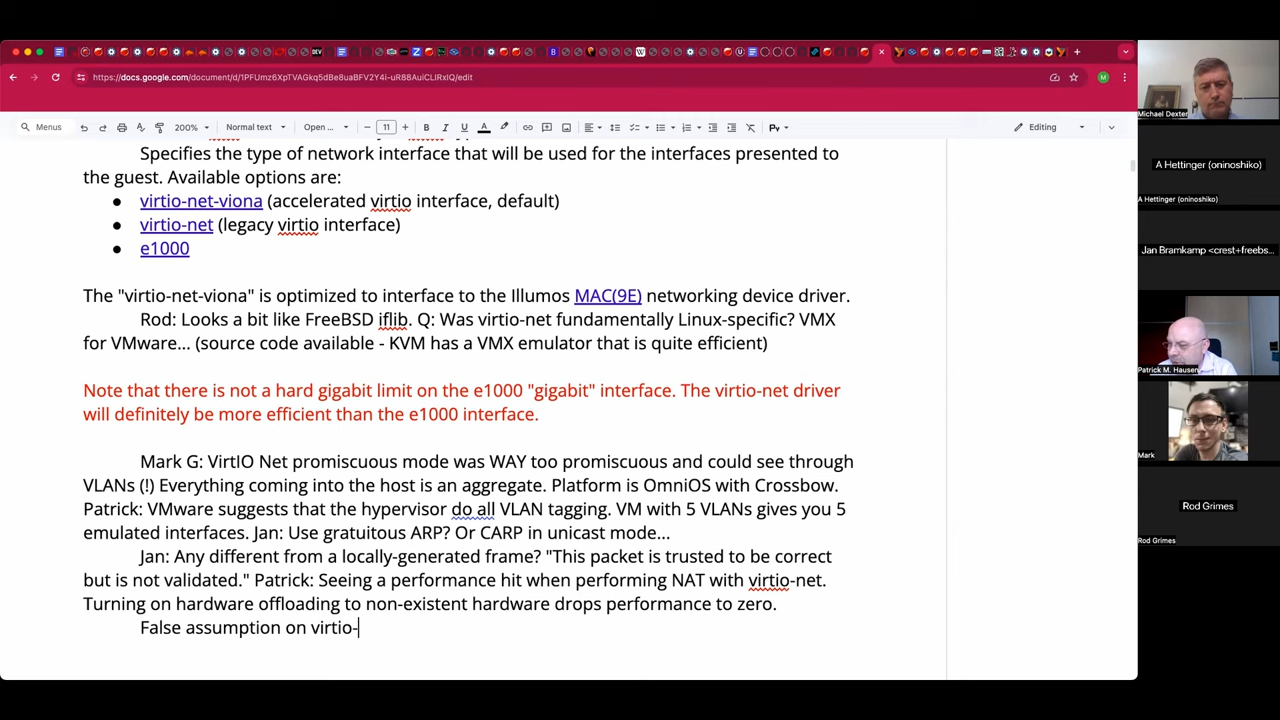 https://docs.google.com/document/d/1PFUmz6XpTVAGkq5dBe8uaBFV2Y4i-uR88AuiCLlRxIQ/edit
Menus
200%
Normal text
Open ...
11
Editing
Specifies the type of network interface that will be used for the interfaces presented to
the guest. Available options are:
● virtio-net-viona (accelerated virtio interface, default)
● virtio-net (legacy virtio interface)
● e1000
The "virtio-net-viona" is optimized to interface to the Illumos MAC(9E) networking device driver.
Rod: Looks a bit like FreeBSD iflib. Q: Was virtio-net fundamentally Linux-specific? VMX
for VMware... (source code available - KVM has a VMX emulator that is quite efficient)
Note that there is not a hard gigabit limit on the e1000 "gigabit" interface. The virtio-net driver
will definitely be more efficient than the e1000 interface.
Mark G: VirtIO Net promiscuous mode was WAY too promiscuous and could see through
VLANs (!) Everything coming into the host is an aggregate. Platform is OmniOS with Crossbow.
Patrick: VMware suggests that the hypervisor do all VLAN tagging. VM with 5 VLANs gives you 5
emulated interfaces. Jan: Use gratuitous ARP? Or CARP in unicast mode...
Jan: Any different from a locally-generated frame? "This packet is trusted to be correct
but is not validated." Patrick: Seeing a performance hit when performing NAT with virtio-net.
Turning on hardware offloading to non-existent hardware drops performance to zero.
False assumption on virtio-
Michael Dexter
A Hettinger (oninoshiko)
A Hettinger (oninoshiko)
Jan Bramkamp <crest+freebs...
Patrick M. Hausen
Mark
Rod Grimes
Rod Grimes